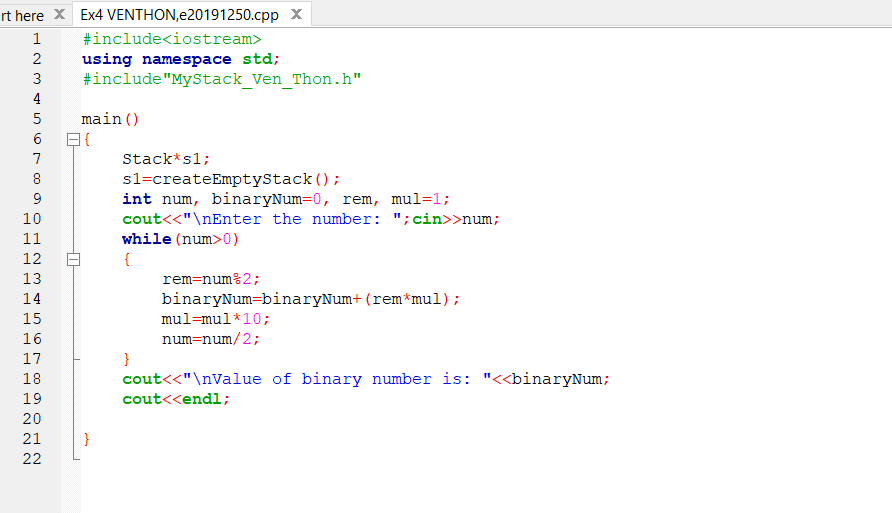 rt here X Ex4 VENTHON,e20191250.cpp X
1 #include<iostream>
2 using namespace std;
3 #include"MyStack_Ven_Thon.h"
4
5 main()
6 {
7 Stack*s1;
8 s1=createEmptyStack();
9 int num, binaryNum=0, rem, mul=1;
10 cout<<"\nEnter the number: ";cin>>num;
11 while(num>0)
12 {
13 rem=num%2;
14 binaryNum=binaryNum+(rem*mul);
15 mul=mul*10;
16 num=num/2;
17 }
18 cout<<"\nValue of binary number is: "<<binaryNum;
19 cout<<endl;
20
21 }
22